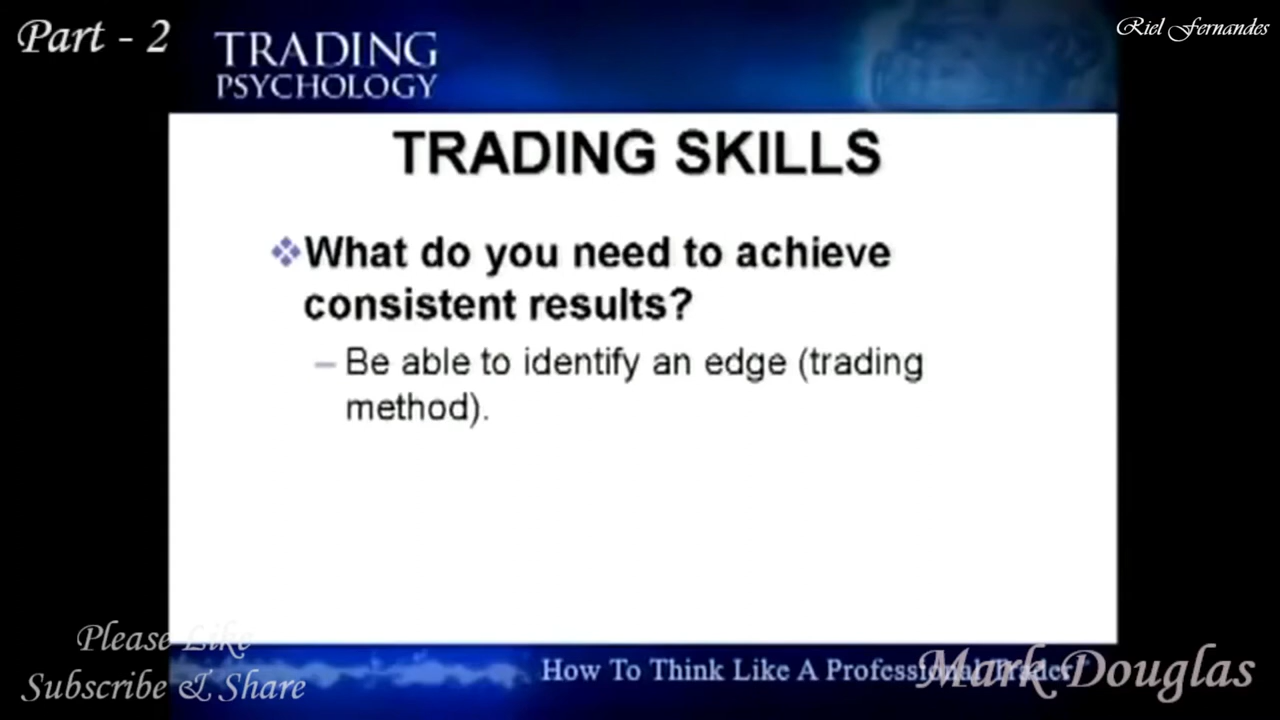 Part - 2
Riel Fernandes
TRADING
PSYCHOLOGY
TRADING SKILLS
❖What do you need to achieve
consistent results?
– Be able to identify an edge (trading
method).
Please Like
Subscribe & Share
How To Think Like A Professional Trader!
Mark Douglas